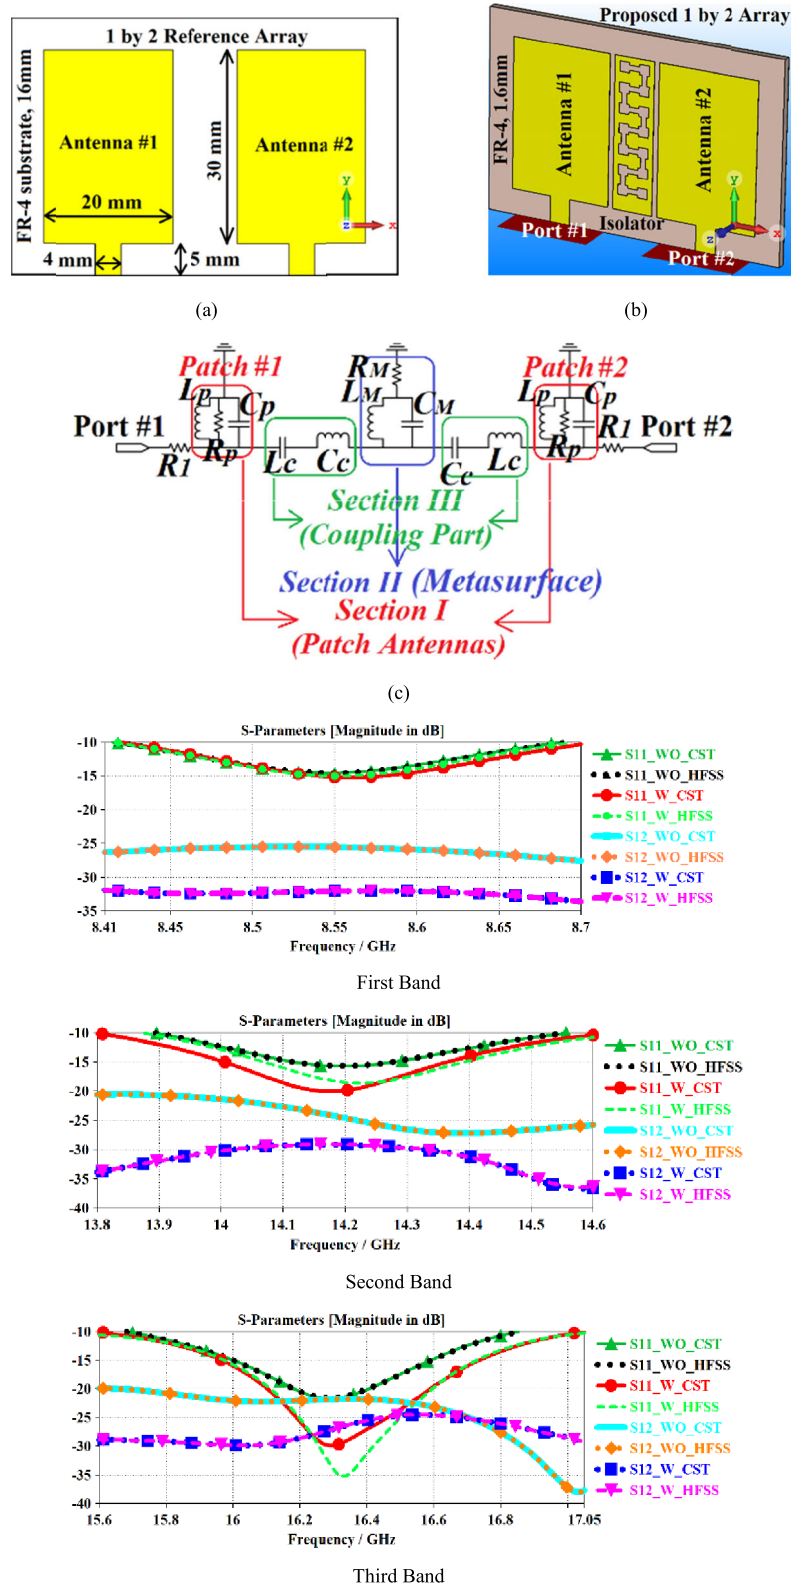 1 by 2 Reference Array
FR-4 substrate, 16mm
Antenna #1
30 mm
Antenna #2
20 mm
4 mm
5 mm
y
z
x
(a)
Proposed 1 by 2 Array
FR-4, 1.6mm
Antenna #1
Antenna #2
Isolator
Port #1
Port #2
y
z
x
(b)
Patch #1
RM
Patch #2
Lp
Cp
LM
CM
Lp
Cp
Port #1
R1
Rp
Lc
Cc
Cc
Lc
Rp
R1
Port #2
Section III
(Coupling Part)
Section II (Metasurface)
Section I
(Patch Antennas)
(c)
S-Parameters [Magnitude in dB]
-10
-15
-20
-25
-30
-35
8.41
8.45
8.5
8.55
8.6
8.65
8.7
Frequency / GHz
S11_WO_CST
S11_WO_HFSS
S11_W_CST
S11_W_HFSS
S12_WO_CST
S12_WO_HFSS
S12_W_CST
S12_W_HFSS
First Band
S-Parameters [Magnitude in dB]
-10
-15
-20
-25
-30
-35
-40
13.8
13.9
14
14.1
14.2
14.3
14.4
14.5
14.6
Frequency / GHz
S11_WO_CST
S11_WO_HFSS
S11_W_CST
S11_W_HFSS
S12_WO_CST
S12_WO_HFSS
S12_W_CST
S12_W_HFSS
Second Band
S-Parameters [Magnitude in dB]
-10
-15
-20
-25
-30
-35
-40
15.6
15.8
16
16.2
16.4
16.6
16.8
17.05
Frequency / GHz
S11_WO_CST
S11_WO_HFSS
S11_W_CST
S11_W_HFSS
S12_WO_CST
S12_WO_HFSS
S12_W_CST
S12_W_HFSS
Third Band